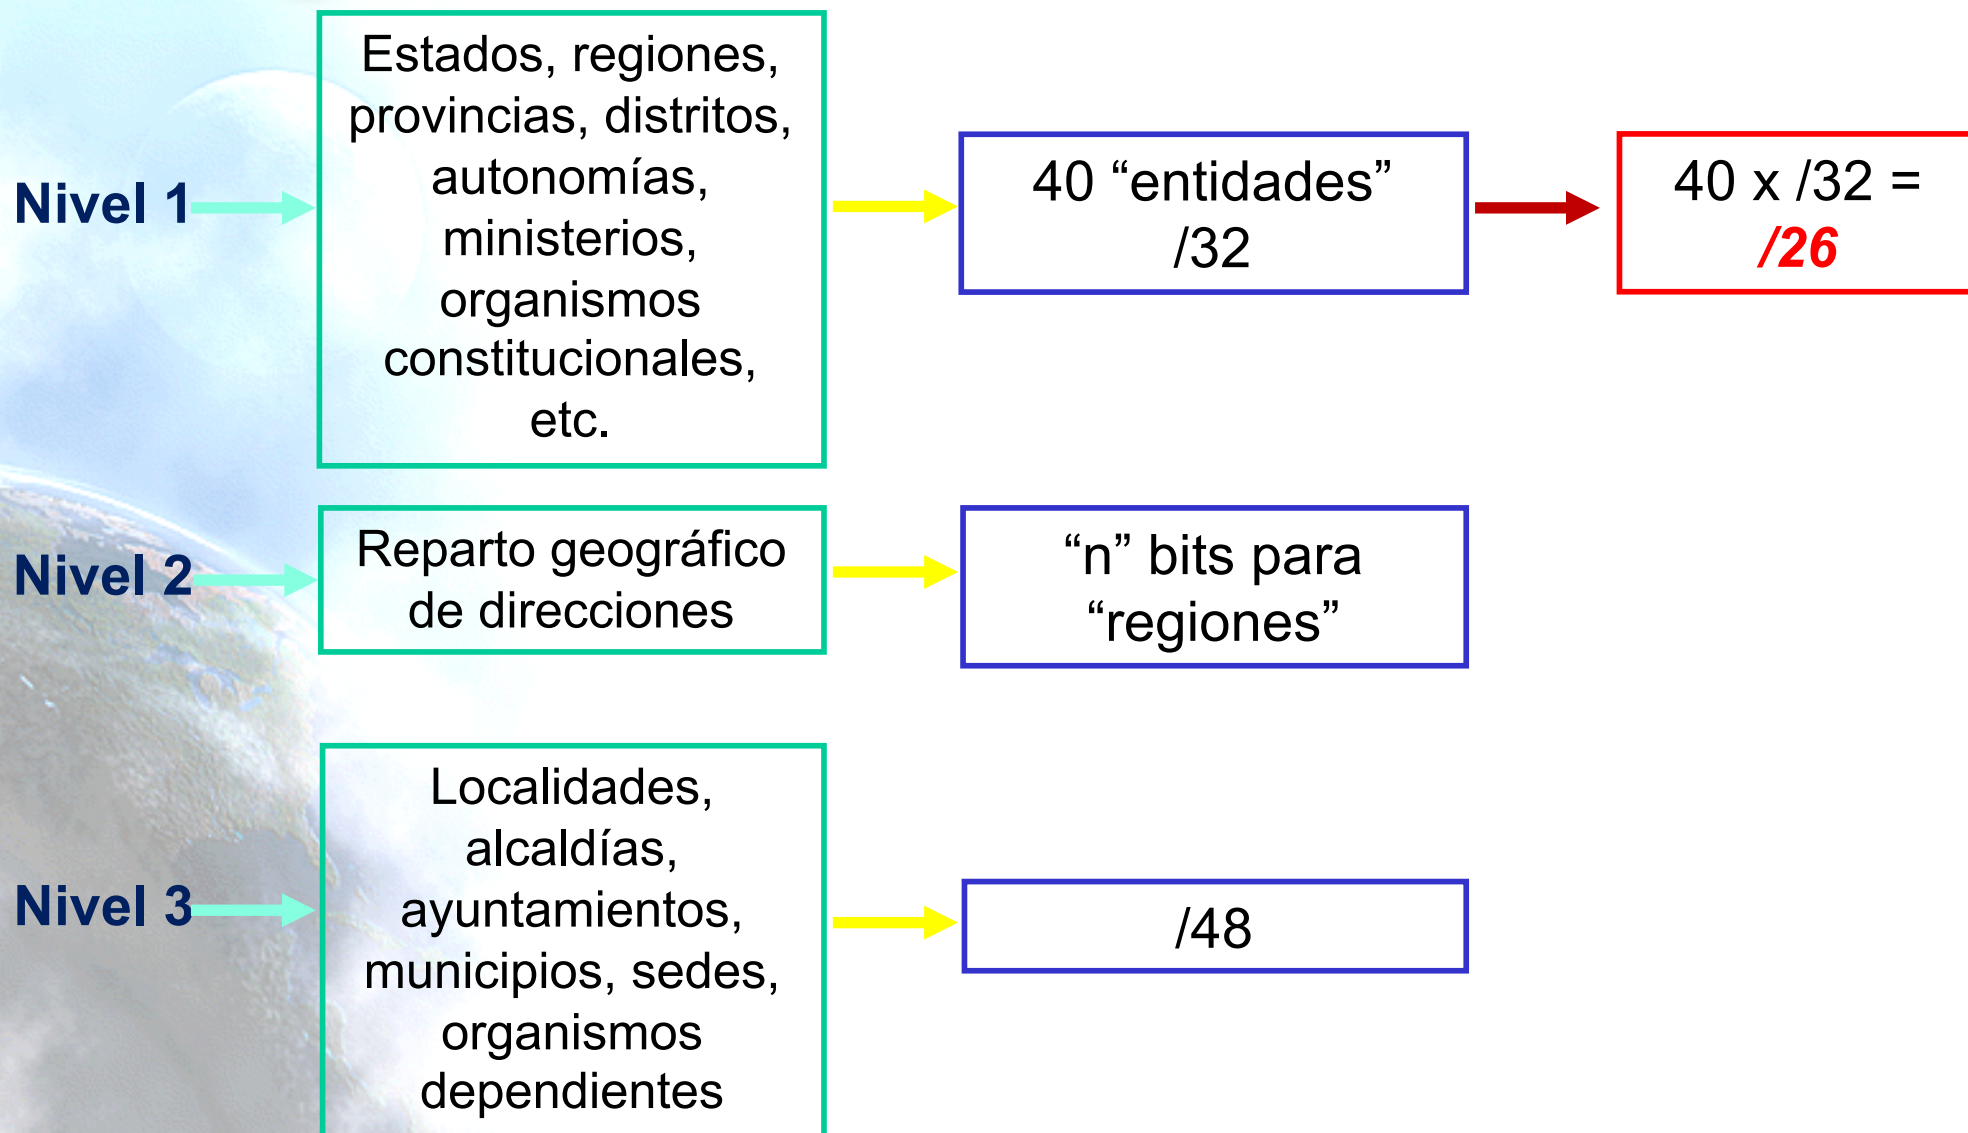 Nivel 1
Estados, regiones,
provincias, distritos,
autonomías,
ministerios,
organismos
constitucionales,
etc.
40 “entidades”
/32
40 x /32 =
/26
Nivel 2
Reparto geográfico
de direcciones
“n” bits para
“regiones”
Nivel 3
Localidades,
alcaldías,
ayuntamientos,
municipios, sedes,
organismos
dependientes
/48